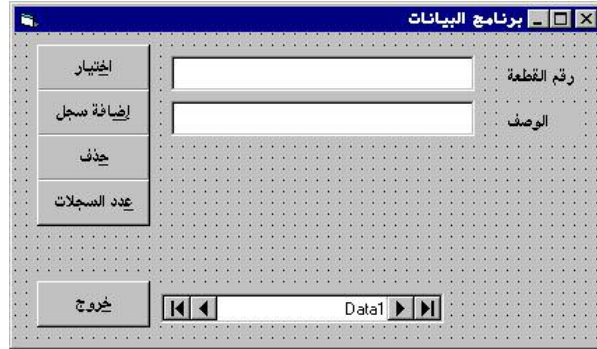 برنامج البيانات
رقم القطعة
الوصف
اختيار
إضافة سجل
حذف
عدد السجلات
خروج
Data1